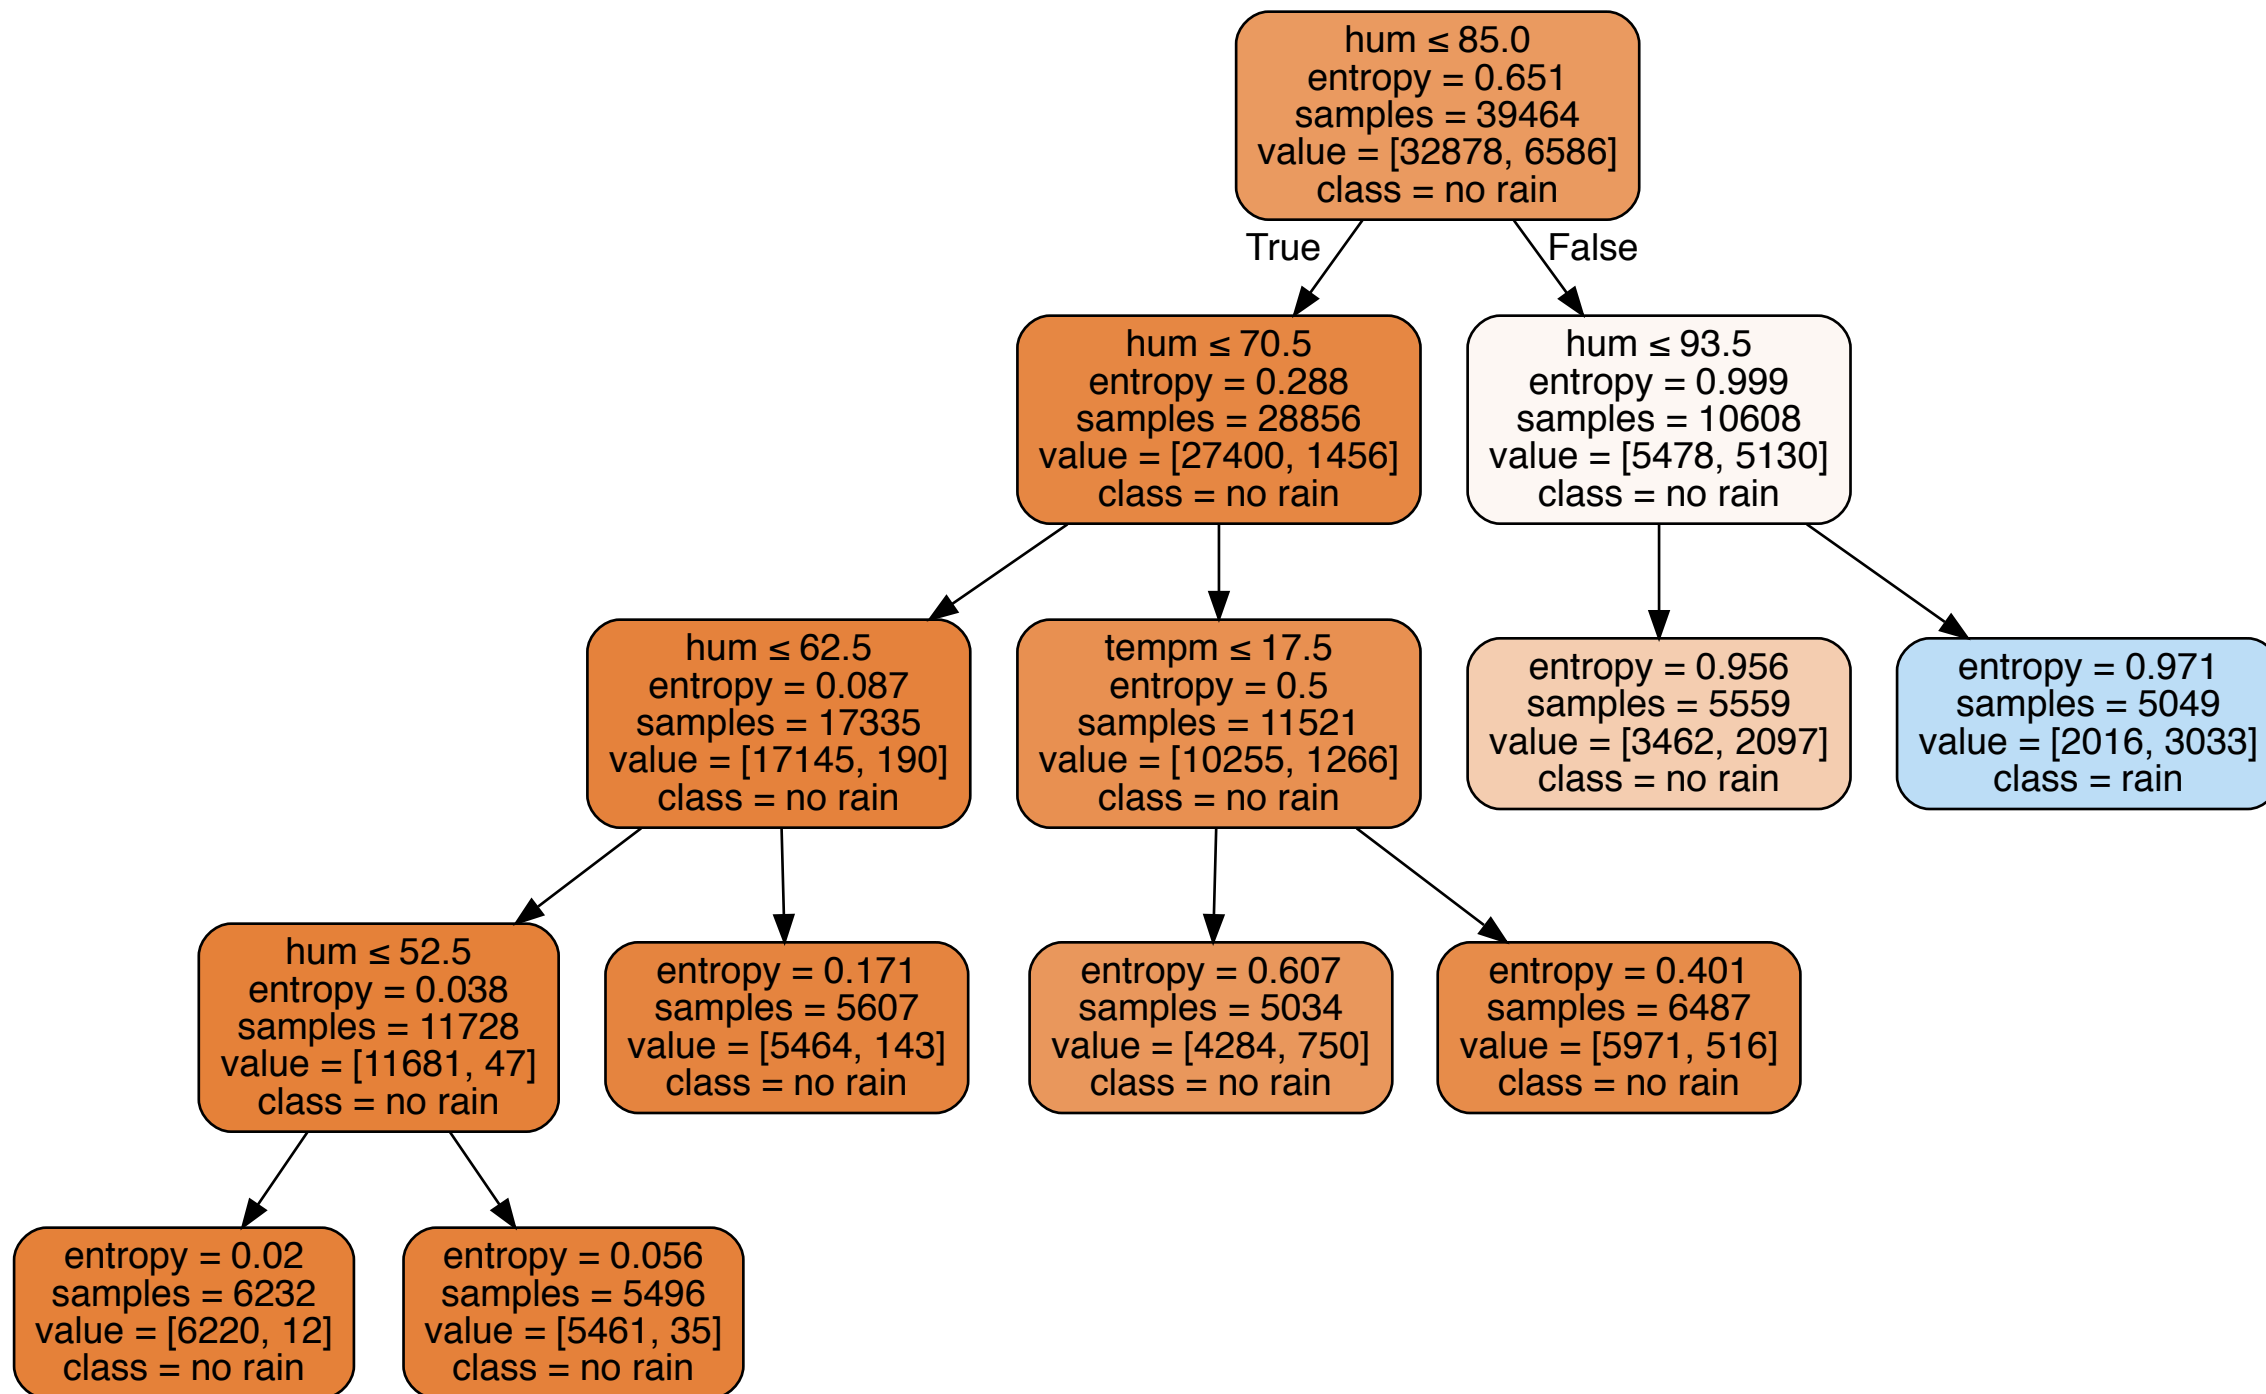 hum ≤ 85.0
entropy = 0.651
samples = 39464
value = [32878, 6586]
class = no rain
True
False
hum ≤ 70.5
entropy = 0.288
samples = 28856
value = [27400, 1456]
class = no rain
hum ≤ 93.5
entropy = 0.999
samples = 10608
value = [5478, 5130]
class = no rain
hum ≤ 62.5
entropy = 0.087
samples = 17335
value = [17145, 190]
class = no rain
tempm ≤ 17.5
entropy = 0.5
samples = 11521
value = [10255, 1266]
class = no rain
entropy = 0.956
samples = 5559
value = [3462, 2097]
class = no rain
entropy = 0.971
samples = 5049
value = [2016, 3033]
class = rain
hum ≤ 52.5
entropy = 0.038
samples = 11728
value = [11681, 47]
class = no rain
entropy = 0.171
samples = 5607
value = [5464, 143]
class = no rain
entropy = 0.607
samples = 5034
value = [4284, 750]
class = no rain
entropy = 0.401
samples = 6487
value = [5971, 516]
class = no rain
entropy = 0.02
samples = 6232
value = [6220, 12]
class = no rain
entropy = 0.056
samples = 5496
value = [5461, 35]
class = no rain